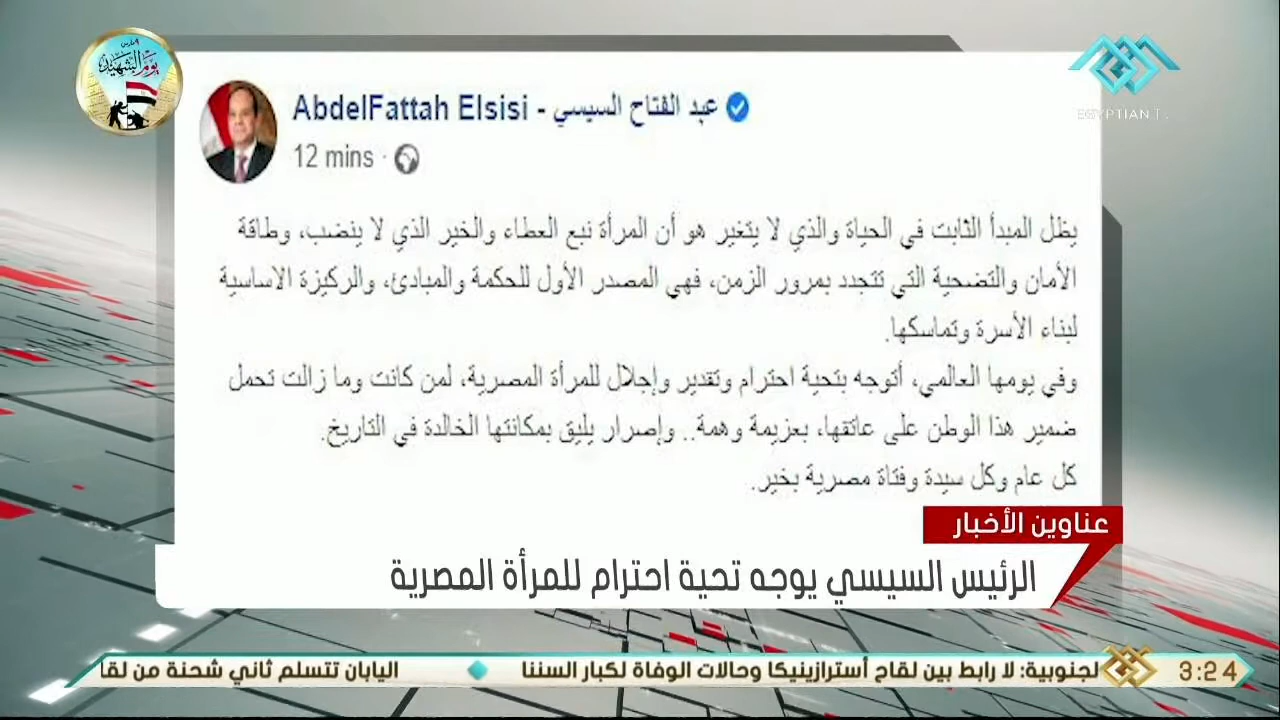 يوم الشهيد
EGYPTIAN
AbdelFattah Elsisi - عبد الفتاح السيسي
12 mins ·
يظل المبدأ الثابت في الحياة والذي لا يتغير هو أن المرأة نبع العطاء والخير الذي لا ينضب، وطاقة
الأمان والتضحية التي تتجدد بمرور الزمن، فهي المصدر الأول للحكمة والمبادئ، والركيزة الاساسية
لبناء الأسرة وتماسكها.
وفي يومها العالمي، أتوجه بتحية احترام وتقدير وإجلال للمرأة المصرية، لمن كانت وما زالت تحمل
ضمير هذا الوطن على عاتقها، بعزيمة وهمة.. وإصرار يليق بمكانتها الخالدة في التاريخ.
كل عام وكل سيدة وفتاة مصرية بخير.
عناوين الأخبار
الرئيس السيسي يوجه تحية احترام للمرأة المصرية
لجنوبية: لا رابط بين لقاح أسترازينيكا وحالات الوفاة لكبار السننا
اليابان تتسلم ثاني شحنة من لقا
3:24